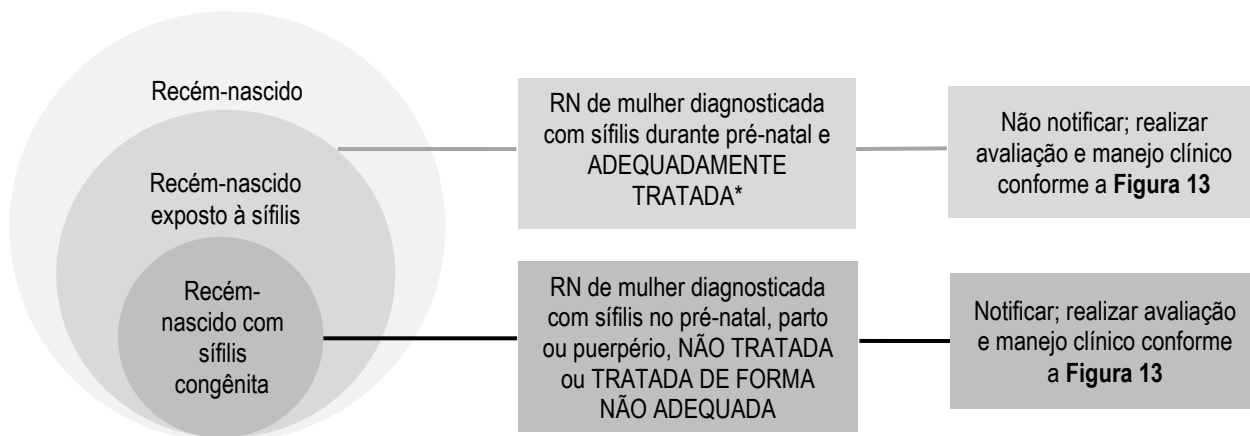 Recém-nascido
Recém-nascido
exposto à sífilis
Recém-
nascido com
sífilis
congênita
RN de mulher diagnosticada
com sífilis durante pré-natal e
ADEQUADAMENTE
TRATADA*
Não notificar; realizar
avaliação e manejo clínico
conforme a Figura 13
RN de mulher diagnosticada
com sífilis no pré-natal, parto
ou puerpério, NÃO TRATADA
ou TRATADA DE FORMA
NÃO ADEQUADA
Notificar; realizar avaliação
e manejo clínico conforme
a Figura 13